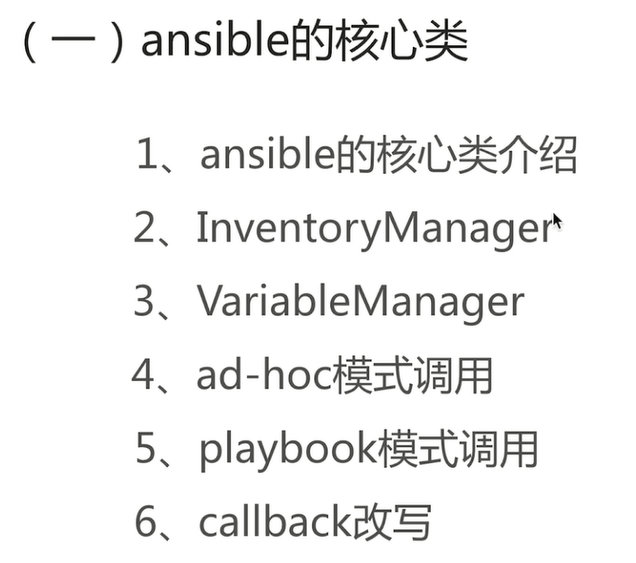 （一）ansible的核心类
1、ansible的核心类介绍
2、InventoryManager
3、VariableManager
4、ad-hoc模式调用
5、playbook模式调用
6、callback改写